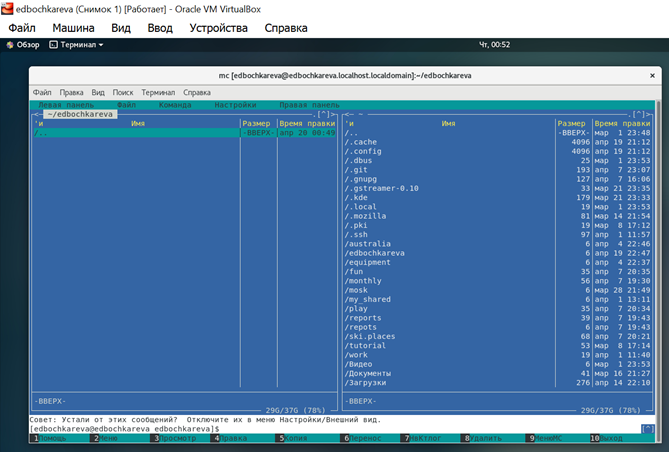 edbochkareva (Снимок 1) [Работает] - Oracle VM VirtualBox
Файл Машина Вид Ввод Устройства Справка
Обзор Терминал Чт, 00:52
mc [edbochkareva@edbochkareva.localhost.localdomain]:~/edbochkareva
Файл Правка Вид Поиск Терминал Справка
Левая панель Файл Команда Настройки Правая панель
<— ~/edbochkareva .[^]> <— ~ .[^]>
'и Имя Размер Время правки 'и Имя Размер Время правки
/.. -ВВЕРХ- апр 20 00:49 /.. -ВВЕРХ- мар 1 23:48
/.cache 4096 апр 19 21:12
/.config 4096 апр 19 21:12
/.dbus 25 мар 1 23:53
/.git 193 апр 7 23:07
/.gnupg 127 апр 7 16:06
/.gstreamer-0.10 33 мар 21 23:35
/.kde 179 мар 21 23:33
/.local 19 мар 1 23:53
/.mozilla 81 мар 14 21:54
/.pki 19 мар 8 17:12
/.ssh 97 апр 1 11:57
/australia 6 апр 4 22:46
/edbochkareva 6 апр 19 22:47
/equipment 6 апр 4 22:37
/fun 35 апр 7 20:35
/monthly 56 апр 7 19:30
/mosk 6 мар 28 21:49
/my_shared 6 апр 1 13:11
/play 35 апр 7 20:34
/reports 39 апр 7 19:43
/repots 6 апр 7 19:43
/ski.places 68 апр 7 20:21
/tutorial 53 мар 8 17:14
/work 19 апр 1 11:40
/Видео 6 мар 1 23:53
/Документы 41 мар 16 21:27
/Загрузки 276 апр 14 22:10
-ВВЕРХ- -ВВЕРХ-
29G/37G (78%) 29G/37G (78%)
Совет: Устали от этих сообщений? Отключите их в меню Настройки/Внешний вид.
[edbochkareva@edbochkareva edbochkareva]$ [^]
1Помощь 2Меню 3Просмотр 4Правка 5Копия 6Перенос 7НвКтлог 8Удалить 9МенюМС 10Выход